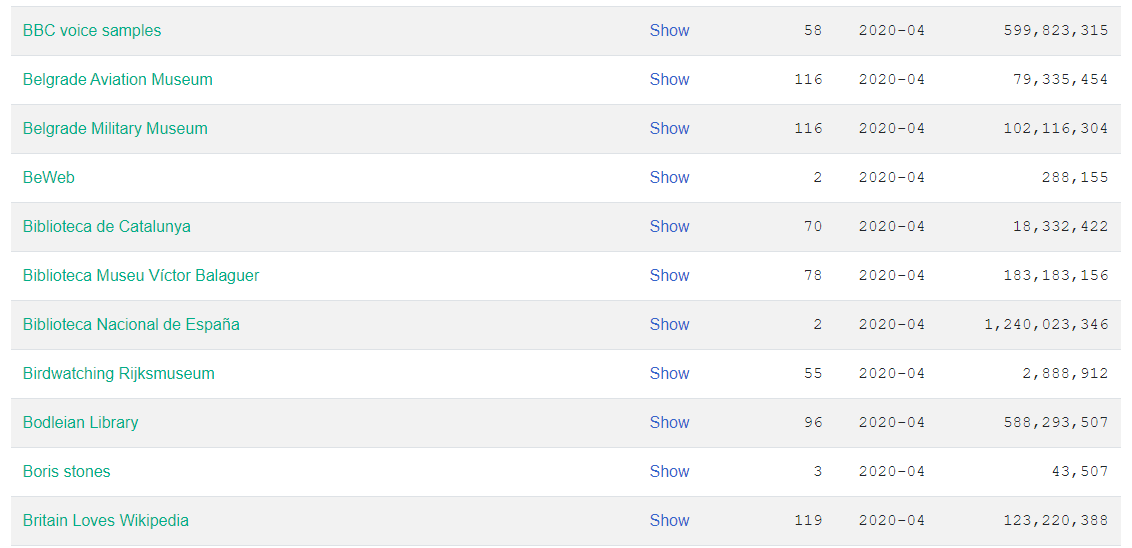 BBC voice samples Show 58 2020-04 599,823,315
Belgrade Aviation Museum Show 116 2020-04 79,335,454
Belgrade Military Museum Show 116 2020-04 102,116,304
BeWeb Show 2 2020-04 288,155
Biblioteca de Catalunya Show 70 2020-04 18,332,422
Biblioteca Museu Víctor Balaguer Show 78 2020-04 183,183,156
Biblioteca Nacional de España Show 2 2020-04 1,240,023,346
Birdwatching Rijksmuseum Show 55 2020-04 2,888,912
Bodleian Library Show 96 2020-04 588,293,507
Boris stones Show 3 2020-04 43,507
Britain Loves Wikipedia Show 119 2020-04 123,220,388